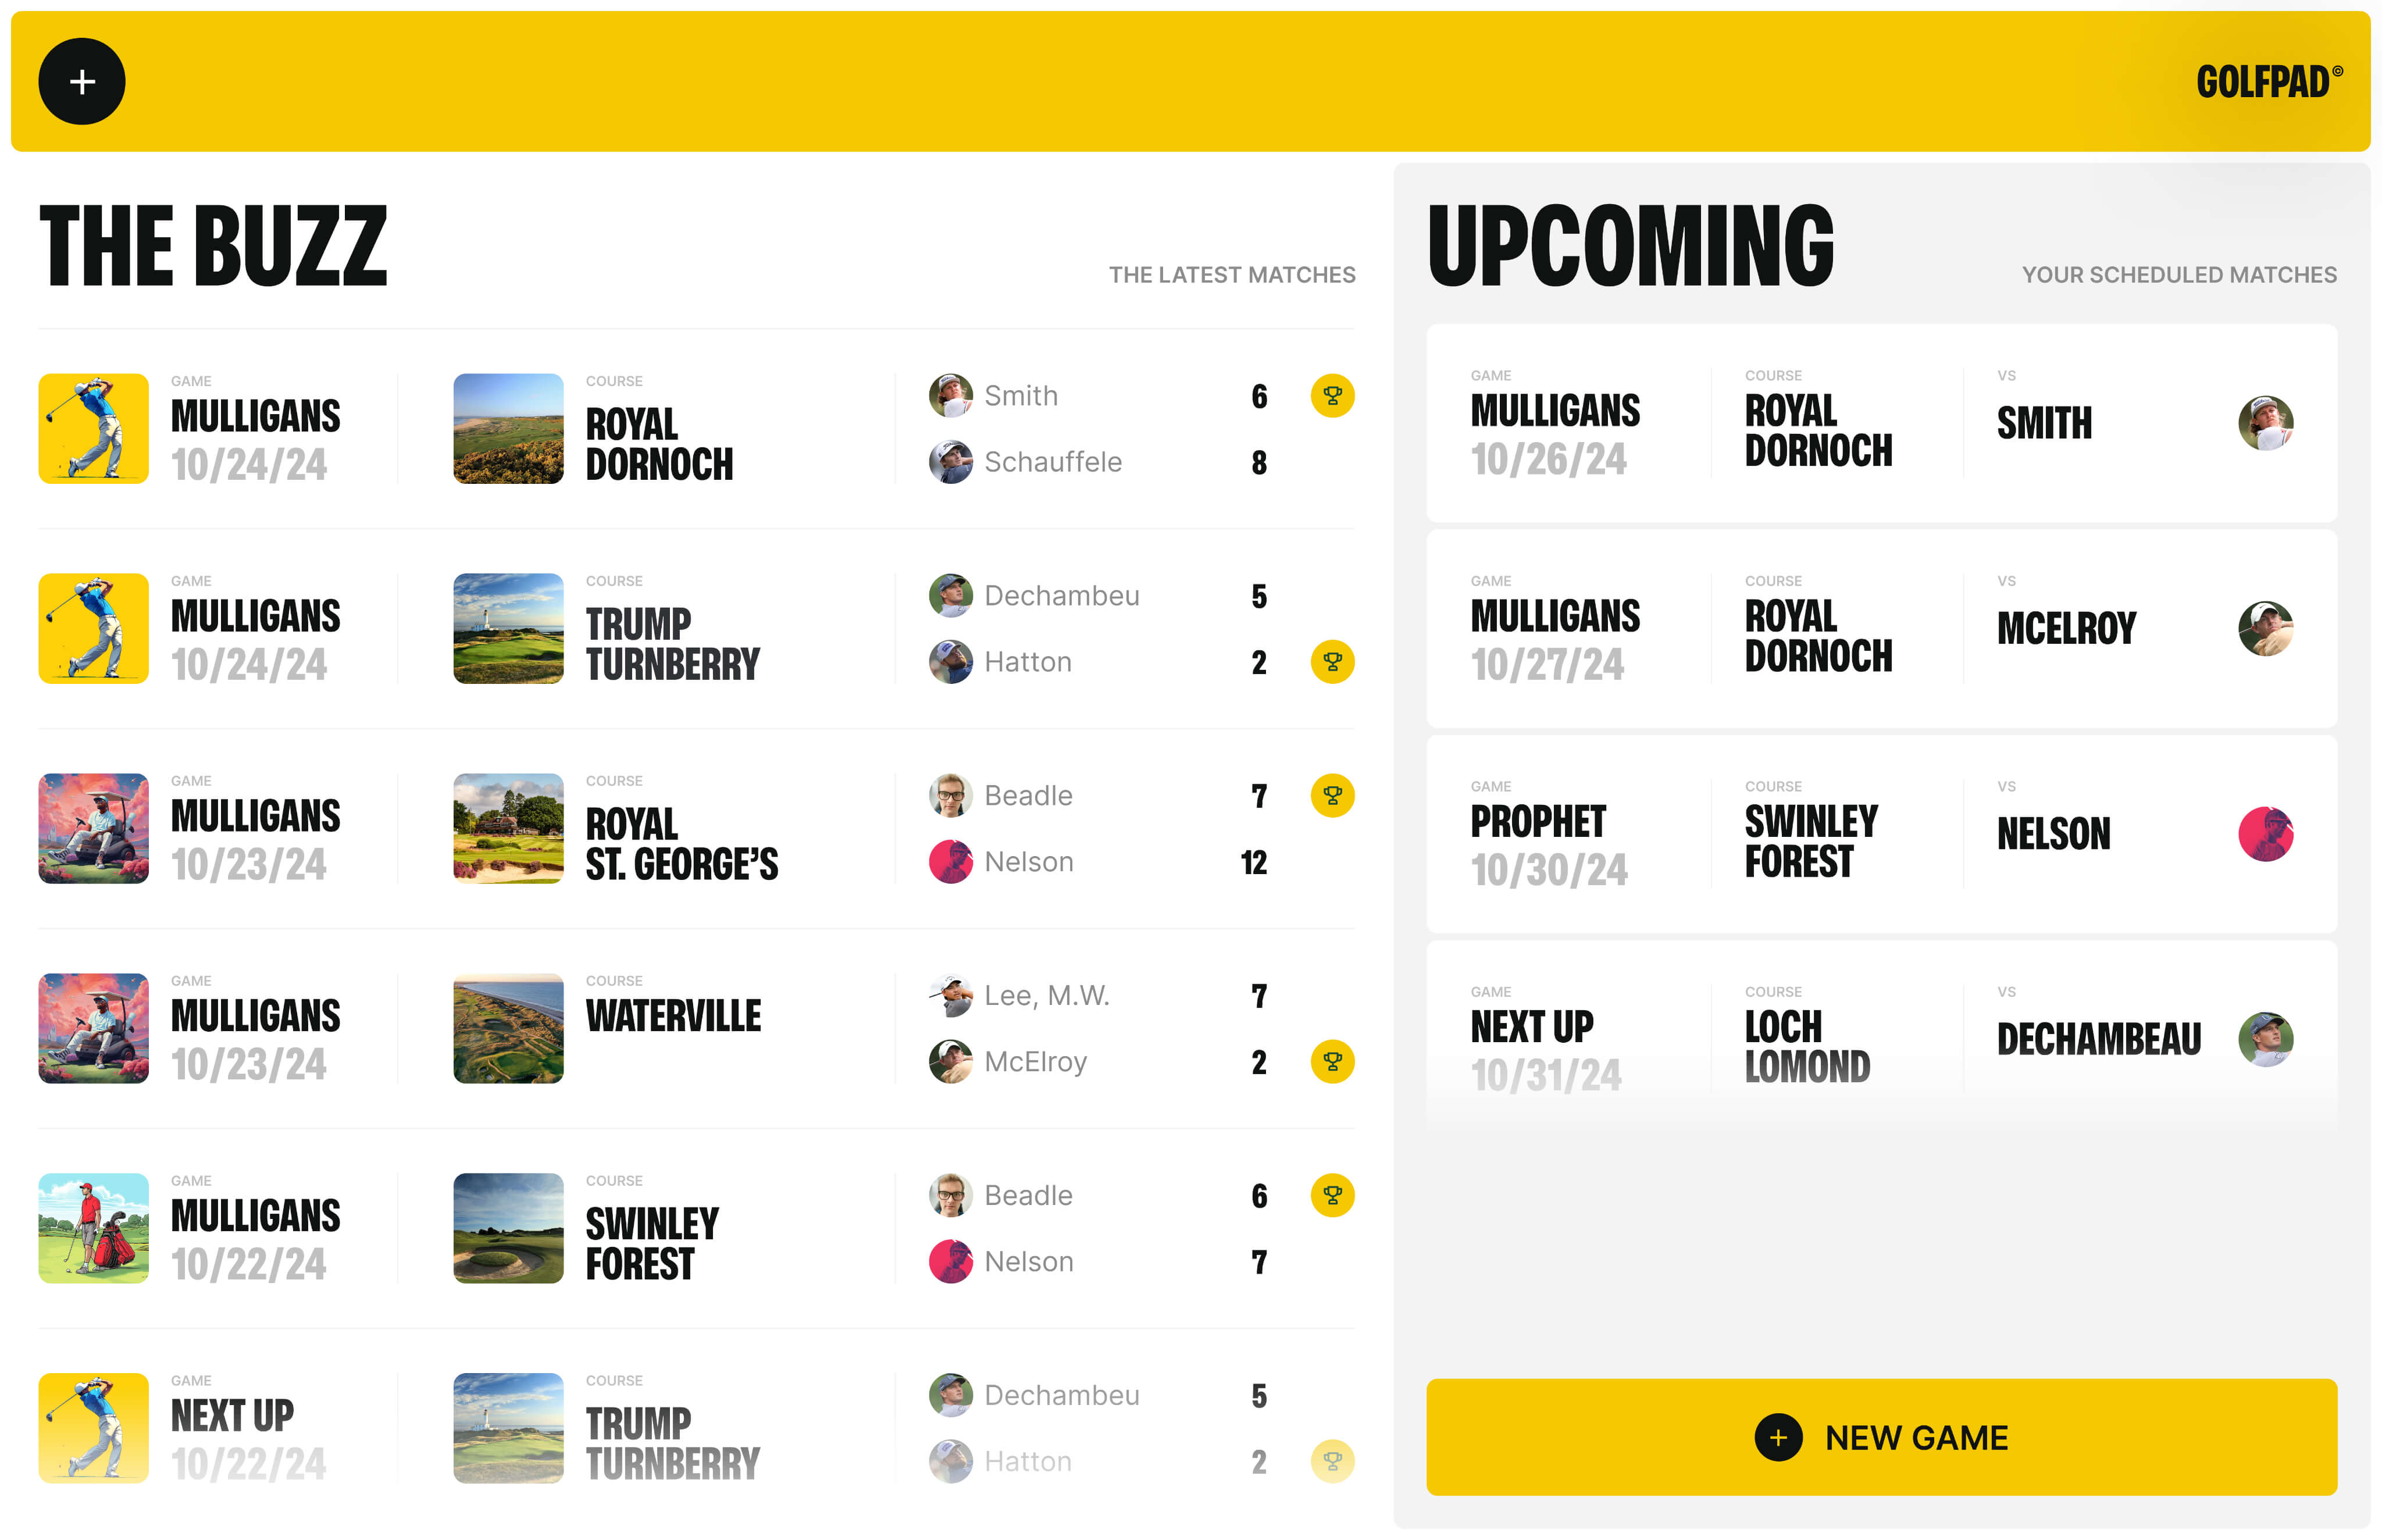 +
GOLFPAD©
THE BUZZ
THE LATEST MATCHES
GAME
MULLIGANS
10/24/24
COURSE
ROYAL
DORNOCH
Smith 6
Schauffele 8
GAME
MULLIGANS
10/24/24
COURSE
TRUMP
TURNBERRY
Dechambeu 5
Hatton 2
GAME
MULLIGANS
10/23/24
COURSE
ROYAL
ST. GEORGE’S
Beadle 7
Nelson 12
GAME
MULLIGANS
10/23/24
COURSE
WATERVILLE
Lee, M.W. 7
McElroy 2
GAME
MULLIGANS
10/22/24
COURSE
SWINLEY
FOREST
Beadle 6
Nelson 7
GAME
NEXT UP
10/22/24
COURSE
TRUMP
TURNBERRY
Dechambeu 5
Hatton 2
UPCOMING
YOUR SCHEDULED MATCHES
GAME
MULLIGANS
10/26/24
COURSE
ROYAL
DORNOCH
VS
SMITH
GAME
MULLIGANS
10/27/24
COURSE
ROYAL
DORNOCH
VS
MCELROY
GAME
PROPHET
10/30/24
COURSE
SWINLEY
FOREST
VS
NELSON
GAME
NEXT UP
10/31/24
COURSE
LOCH
LOMOND
VS
DECHAMBEAU
+ NEW GAME